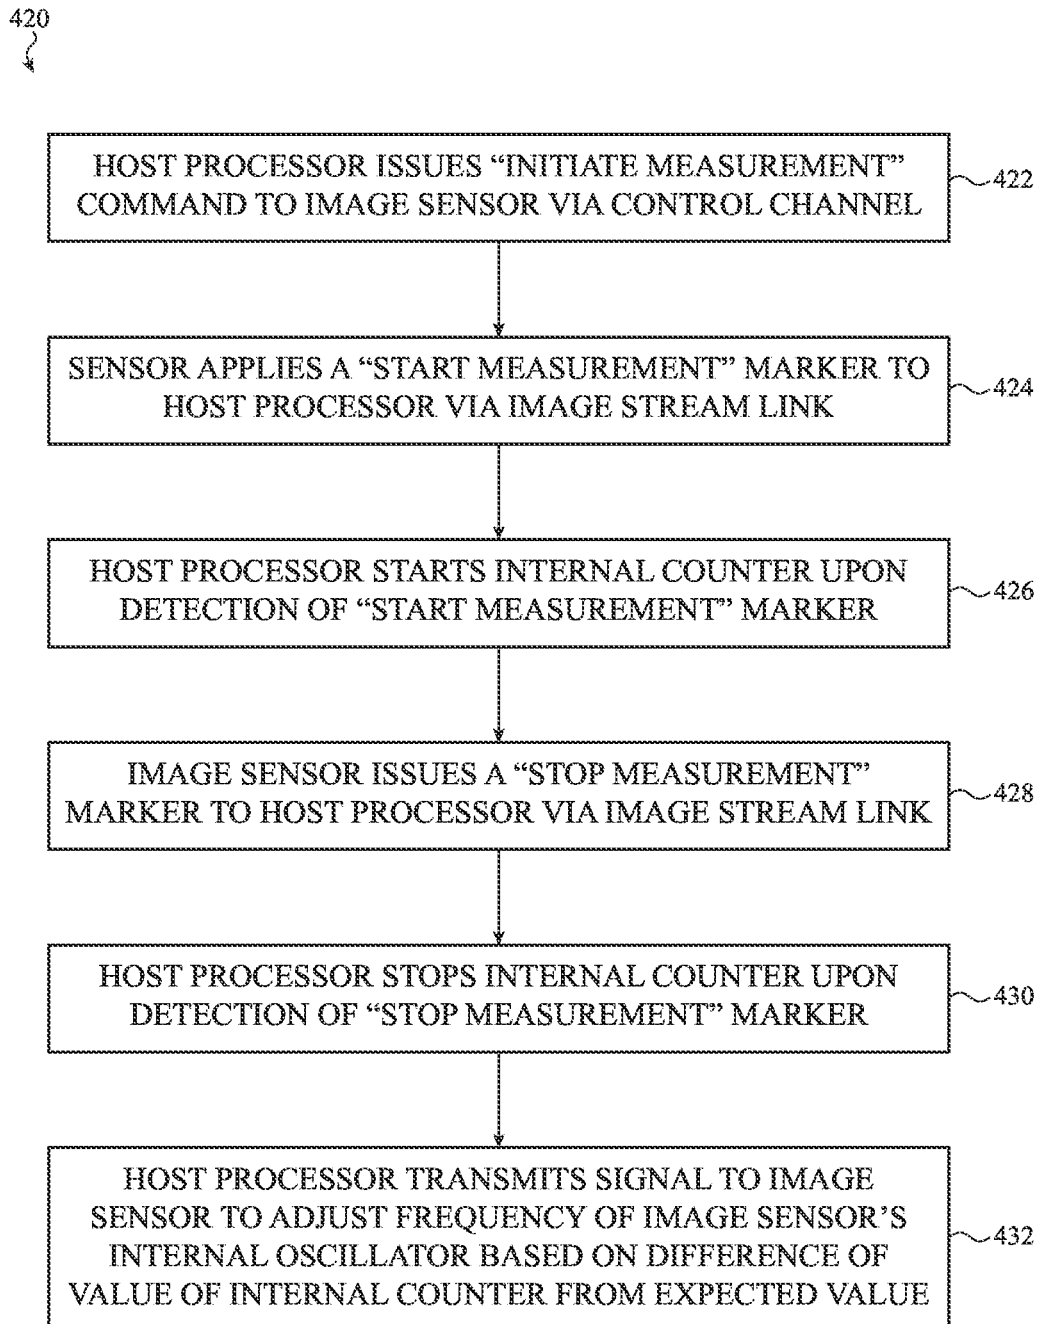 420
HOST PROCESSOR ISSUES “INITIATE MEASUREMENT”
COMMAND TO IMAGE SENSOR VIA CONTROL CHANNEL
422
SENSOR APPLIES A “START MEASUREMENT” MARKER TO
HOST PROCESSOR VIA IMAGE STREAM LINK
424
HOST PROCESSOR STARTS INTERNAL COUNTER UPON
DETECTION OF “START MEASUREMENT” MARKER
426
IMAGE SENSOR ISSUES A “STOP MEASUREMENT”
MARKER TO HOST PROCESSOR VIA IMAGE STREAM LINK
428
HOST PROCESSOR STOPS INTERNAL COUNTER UPON
DETECTION OF “STOP MEASUREMENT” MARKER
430
HOST PROCESSOR TRANSMITS SIGNAL TO IMAGE
SENSOR TO ADJUST FREQUENCY OF IMAGE SENSOR’S
INTERNAL OSCILLATOR BASED ON DIFFERENCE OF
VALUE OF INTERNAL COUNTER FROM EXPECTED VALUE
432